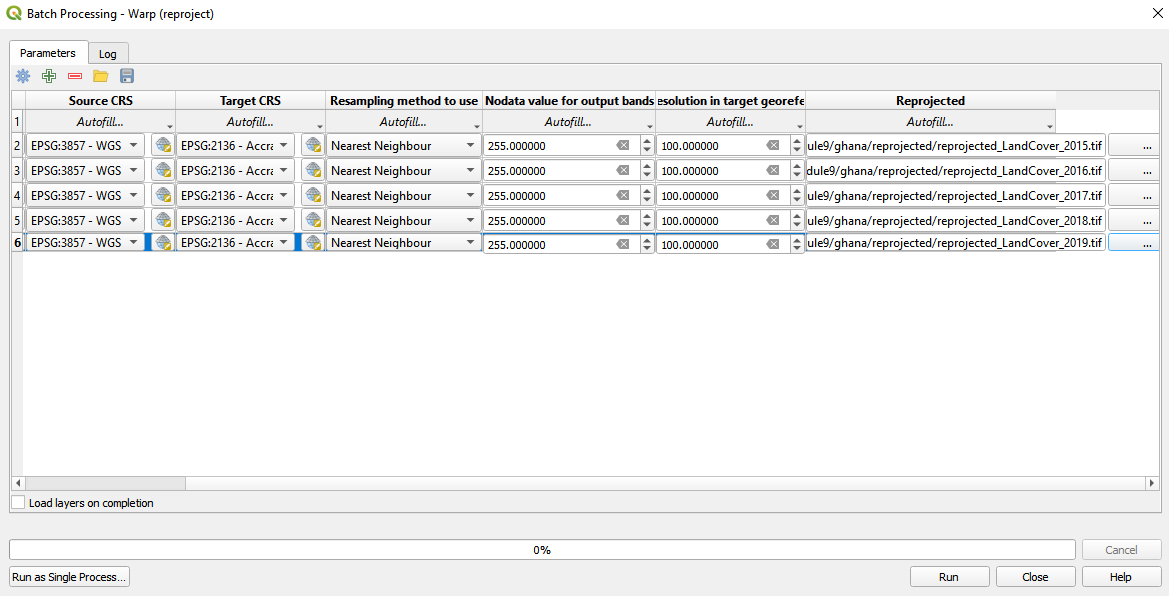 Batch Processing - Warp (reproject)
Parameters Log
Source CRS Target CRS Resampling method to use Nodata value for output bands esolution in target georefe Reprojected
1 Autofill... Autofill... Autofill... Autofill... Autofill... Autofill...
2 EPSG:3857 - WGS EPSG:2136 - Accra Nearest Neighbour 255.000000 100.000000 ule9/ghana/reprojected/reprojected_LandCover_2015.tif ...
3 EPSG:3857 - WGS EPSG:2136 - Accra Nearest Neighbour 255.000000 100.000000 dule9/ghana/reprojected/reprojectd_LandCover_2016.tif ...
4 EPSG:3857 - WGS EPSG:2136 - Accra Nearest Neighbour 255.000000 100.000000 ule9/ghana/reprojected/reprojected_LandCover_2017.tif ...
5 EPSG:3857 - WGS EPSG:2136 - Accra Nearest Neighbour 255.000000 100.000000 ule9/ghana/reprojected/reprojected_LandCover_2018.tif ...
6 EPSG:3857 - WGS EPSG:2136 - Accra Nearest Neighbour 255.000000 100.000000 ule9/ghana/reprojected/reprojected_LandCover_2019.tif ...
Load layers on completion
0% Cancel
Run as Single Process... Run Close Help